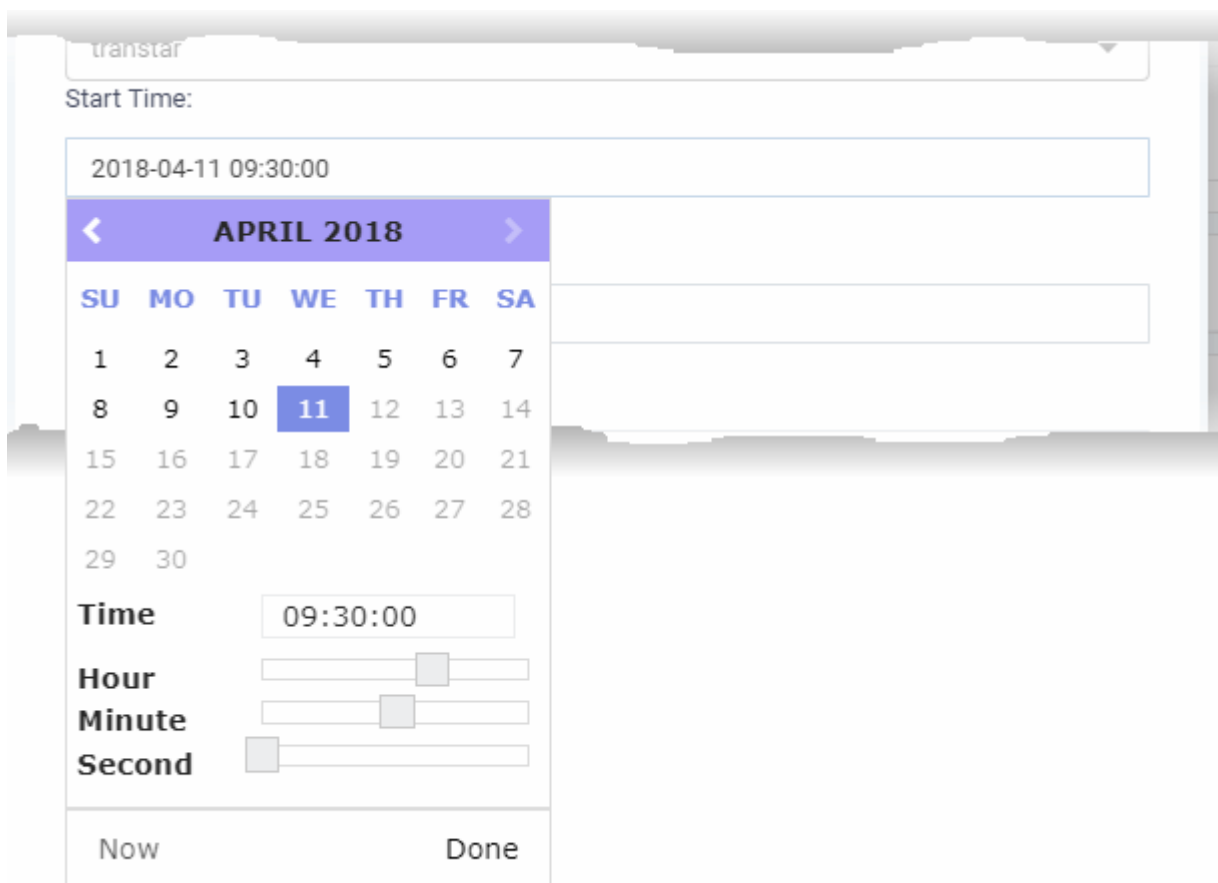 transtar
Start Time:
2018-04-11 09:30:00
APRIL 2018
SU MO TU WE TH FR SA
1 2 3 4 5 6 7
8 9 10 11 12 13 14
15 16 17 18 19 20 21
22 23 24 25 26 27 28
29 30
Time 09:30:00
Hour
Minute
Second
Now Done